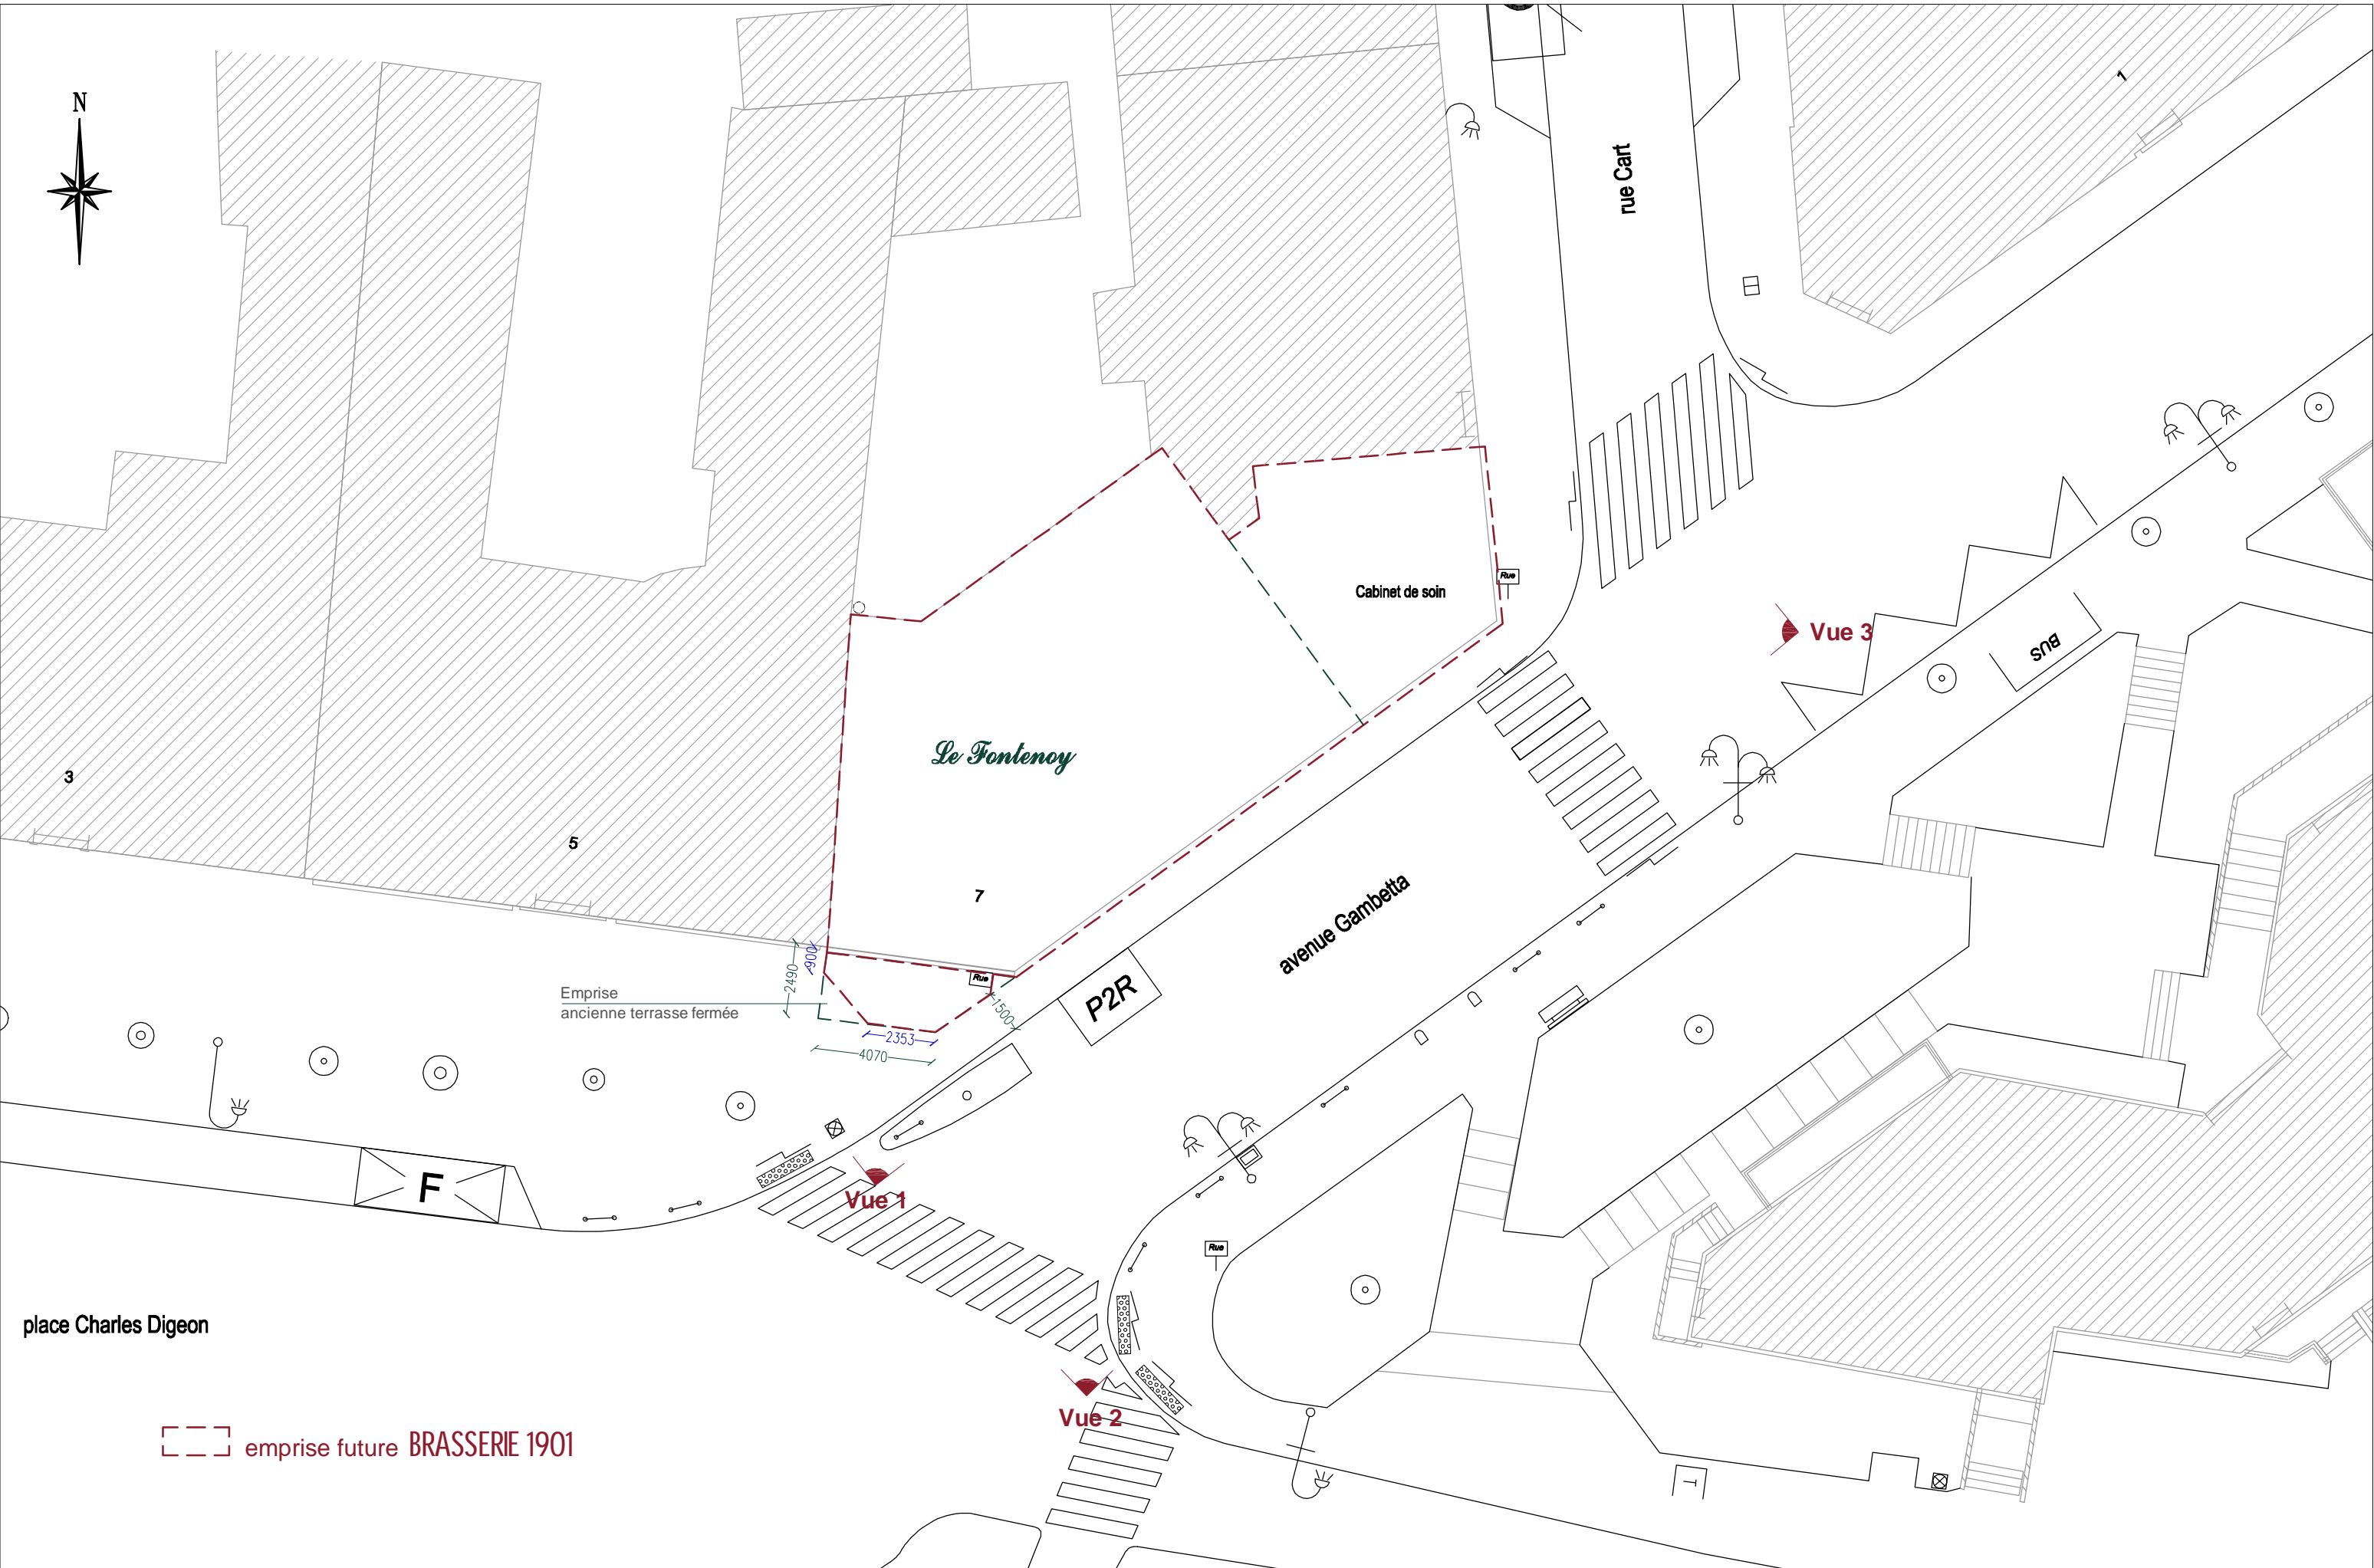 N
rue Cart
1
Rue
Cabinet de soin
Vue 3
BUS
Le Fontenoy
3
5
7
avenue Gambetta
2490
900
Rue
Emprise
ancienne terrasse fermée
1500
P2R
2353
4070
F
Vue 1
Rue
place Charles Digeon
Vue 2
emprise future BRASSERIE 1901
T